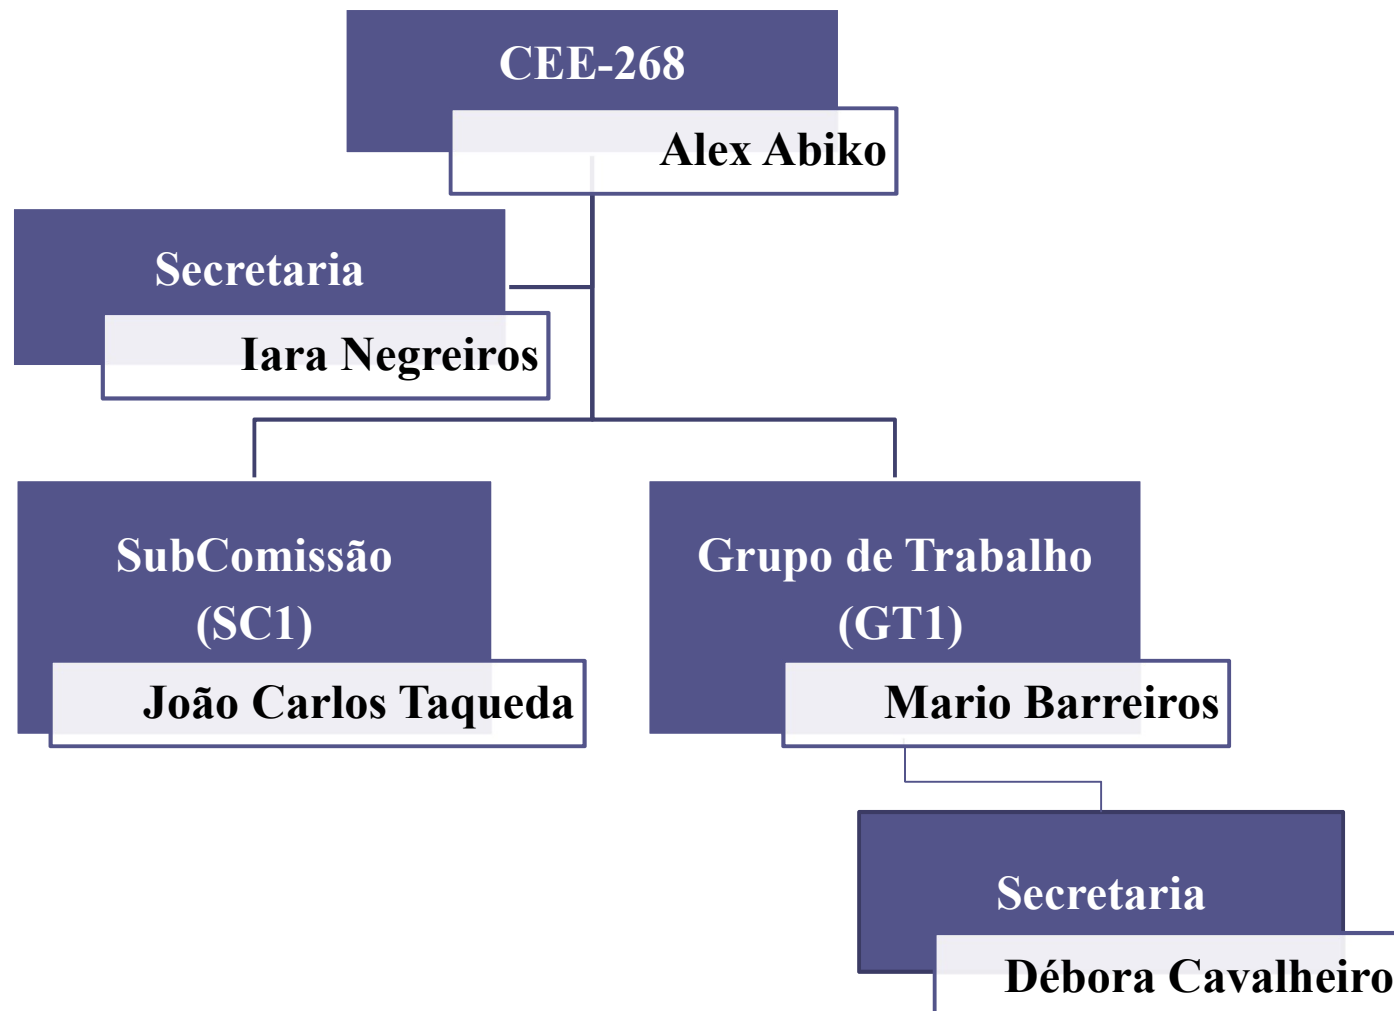 CEE-268
Alex Abiko
Secretaria
Iara Negreiros
SubComissão
(SC1)
João Carlos Taqueda
Grupo de Trabalho
(GT1)
Mario Barreiros
Secretaria
Débora Cavalheiro